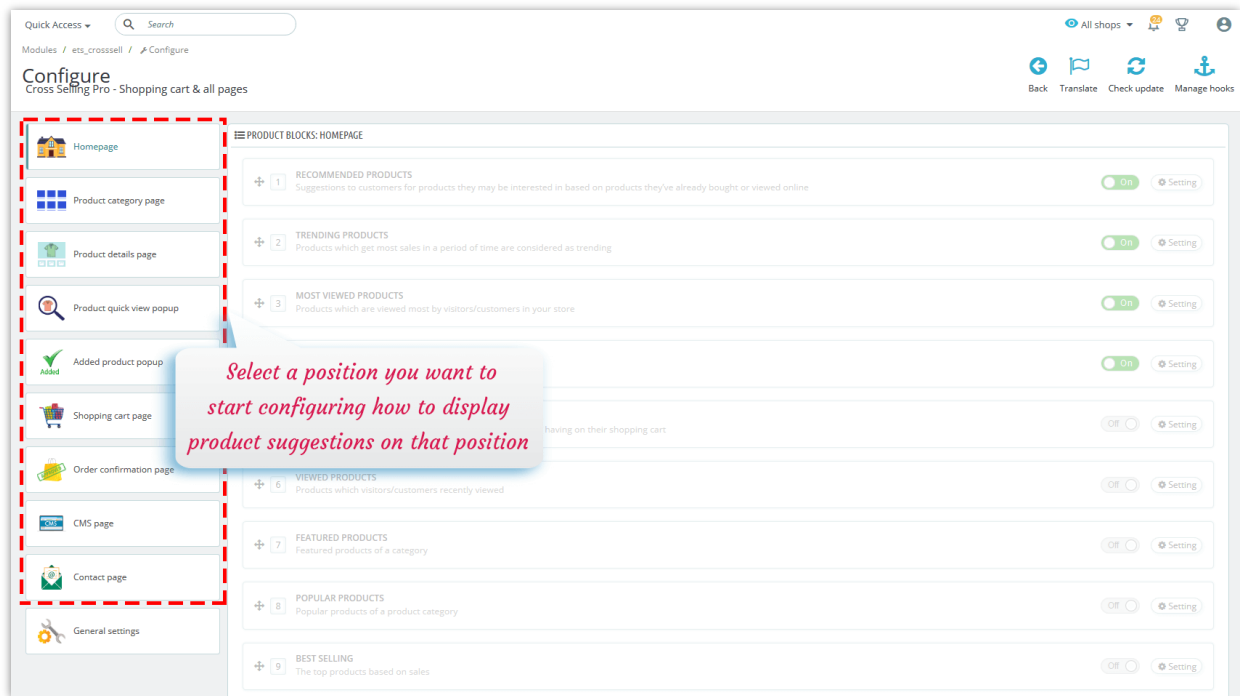 Quick Access
Search
All shops
24
Modules / ets_crosssell / Configure
Configure
Cross Selling Pro - Shopping cart & all pages
Back
Translate
Check update
Manage hooks
Homepage
Product category page
Product details page
Product quick view popup
Added product popup
Added
Shopping cart page
Order confirmation page
CMS
CMS page
Contact page
General settings
PRODUCT BLOCKS: HOMEPAGE
1
RECOMMENDED PRODUCTS
Suggestions to customers for products they may be interested in based on products they've already bought or viewed online
On
Setting
2
TRENDING PRODUCTS
Products which get most sales in a period of time are considered as trending
On
Setting
3
MOST VIEWED PRODUCTS
Products which are viewed most by visitors/customers in your store
On
Setting
On
Setting
Select a position you want to
start configuring how to display
product suggestions on that position
having on their shopping cart
Off
Setting
6
VIEWED PRODUCTS
Products which visitors/customers recently viewed
Off
Setting
7
FEATURED PRODUCTS
Featured products of a category
Off
Setting
8
POPULAR PRODUCTS
Popular products of a product category
Off
Setting
9
BEST SELLING
The top products based on sales
Off
Setting